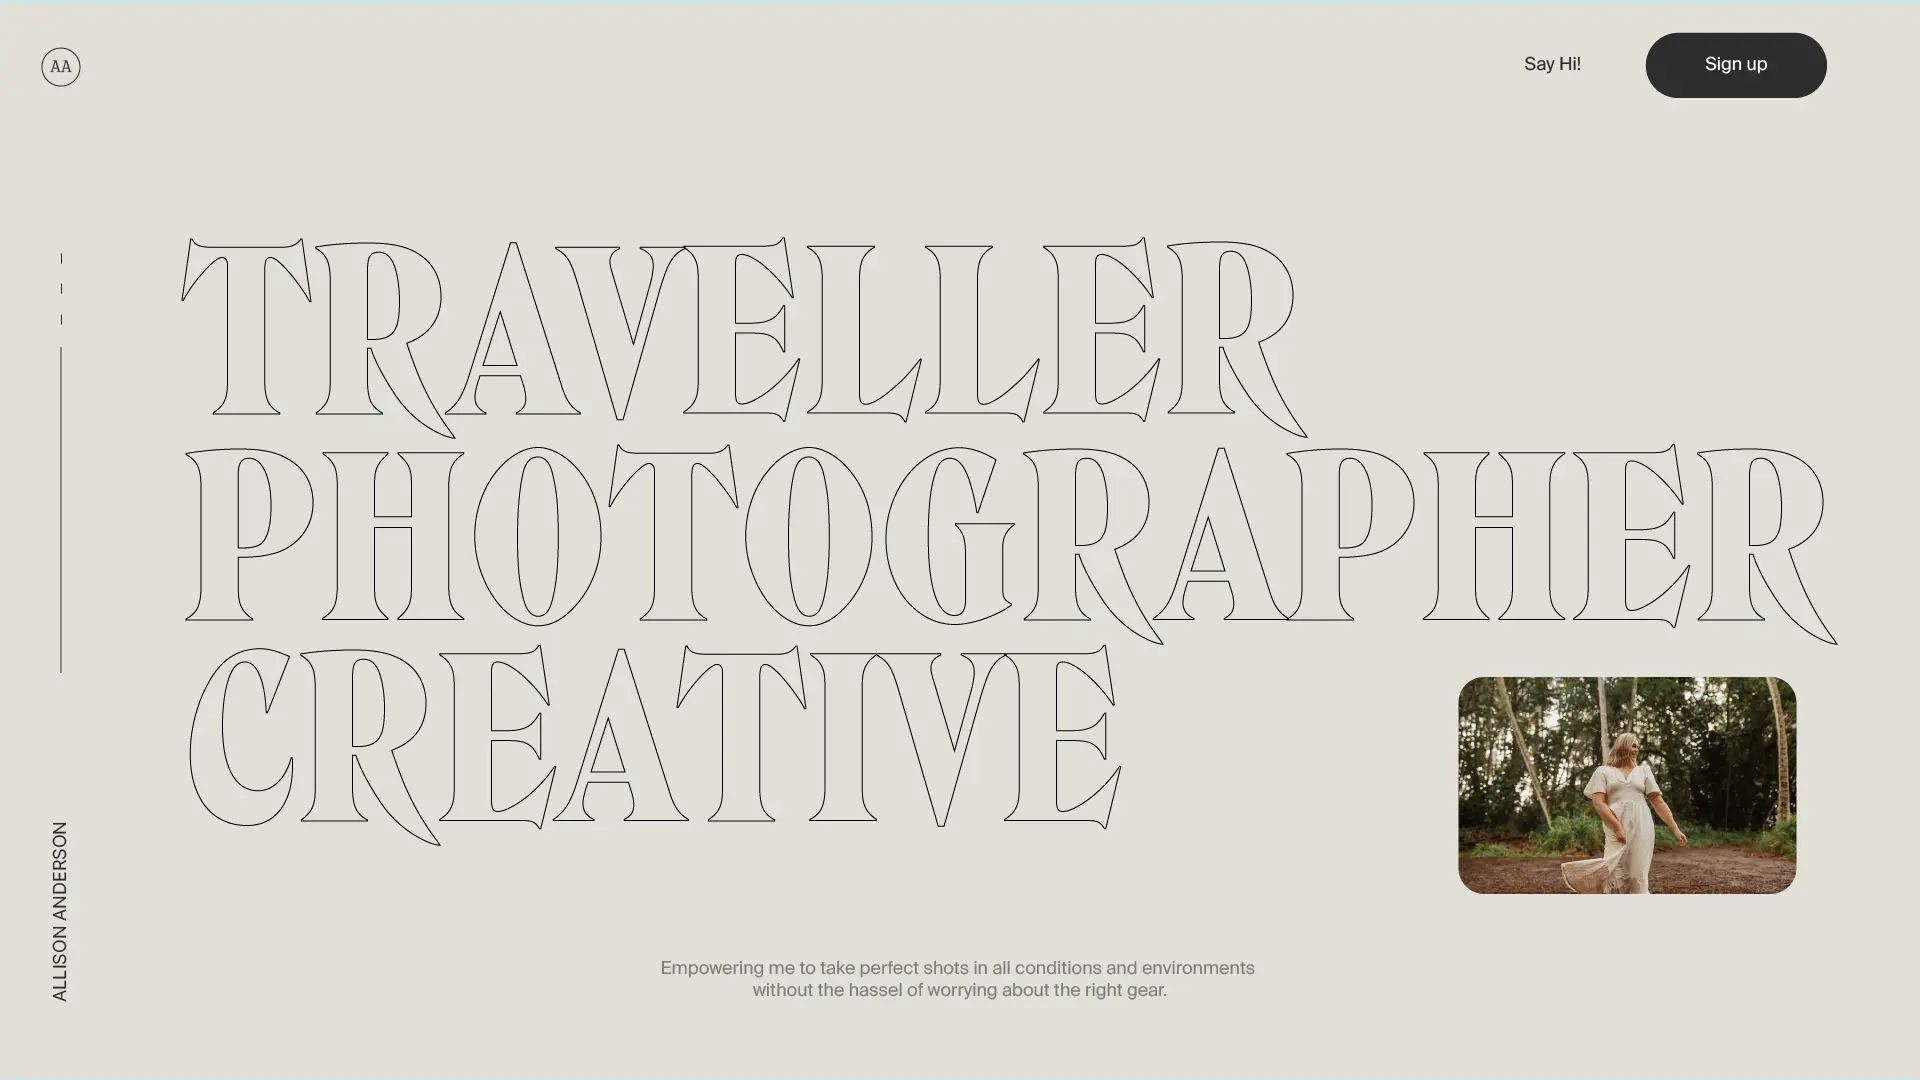 AA
Say Hi!
Sign up
TRAVELLER
PHOTOGRAPHER
CREATIVE
ALLISON ANDERSON
Empowering me to take perfect shots in all conditions and environments
without the hassel of worrying about the right gear.